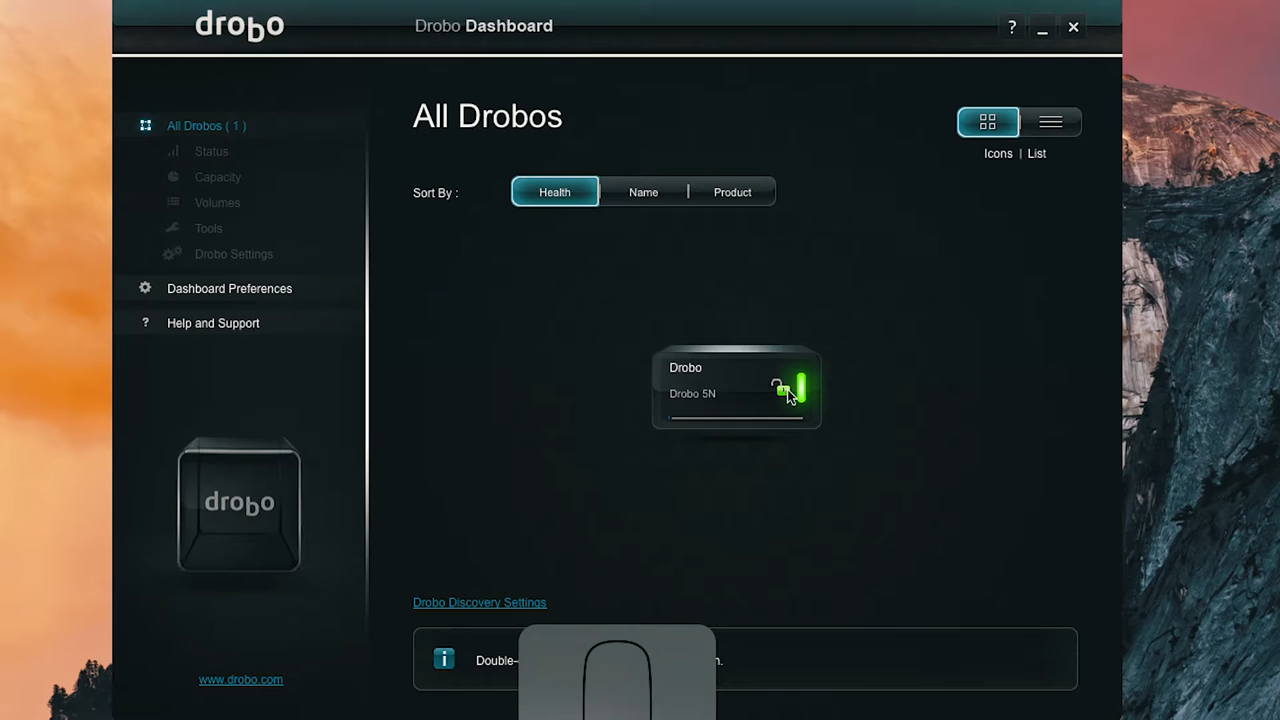 drobo
Drobo Dashboard
?
All Drobos ( 1 )
Status
Capacity
Volumes
Tools
Drobo Settings
Dashboard Preferences
? Help and Support
drobo
www.drobo.com
All Drobos
Icons | List
Sort By :
Health
Name
Product
Drobo
Drobo 5N
Drobo Discovery Settings
i
Double-